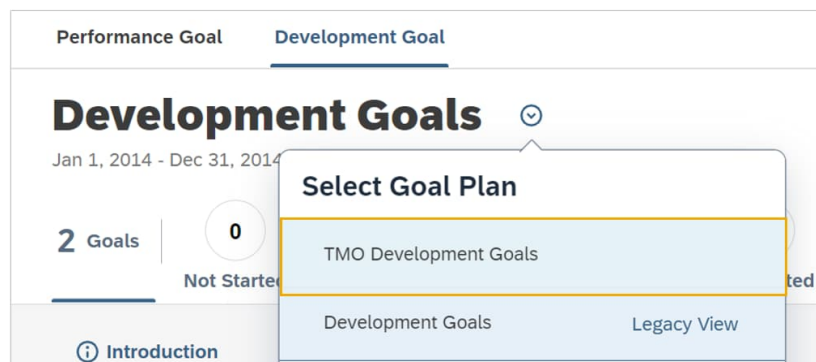 Performance Goal Development Goal
Development Goals
Jan 1, 2014 - Dec 31, 2014
Select Goal Plan
2 Goals 0
TMO Development Goals
Not Starte ted
Development Goals Legacy View
Introduction